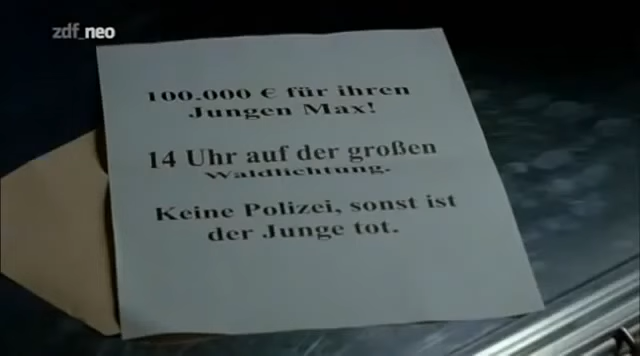 zdf_neo
100.000 € für ihren
Jungen Max!
14 Uhr auf der großen
Waldlichtung.
Keine Polizei, sonst ist
der Junge tot.